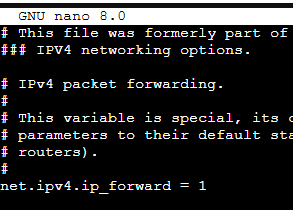 GNU nano 8.0
# This file was formerly part of
### IPV4 networking options.
# IPv4 packet forwarding.
#
# This variable is special, its
# parameters to their default
# routers).
#
net.ipv4.ip_forward = 1